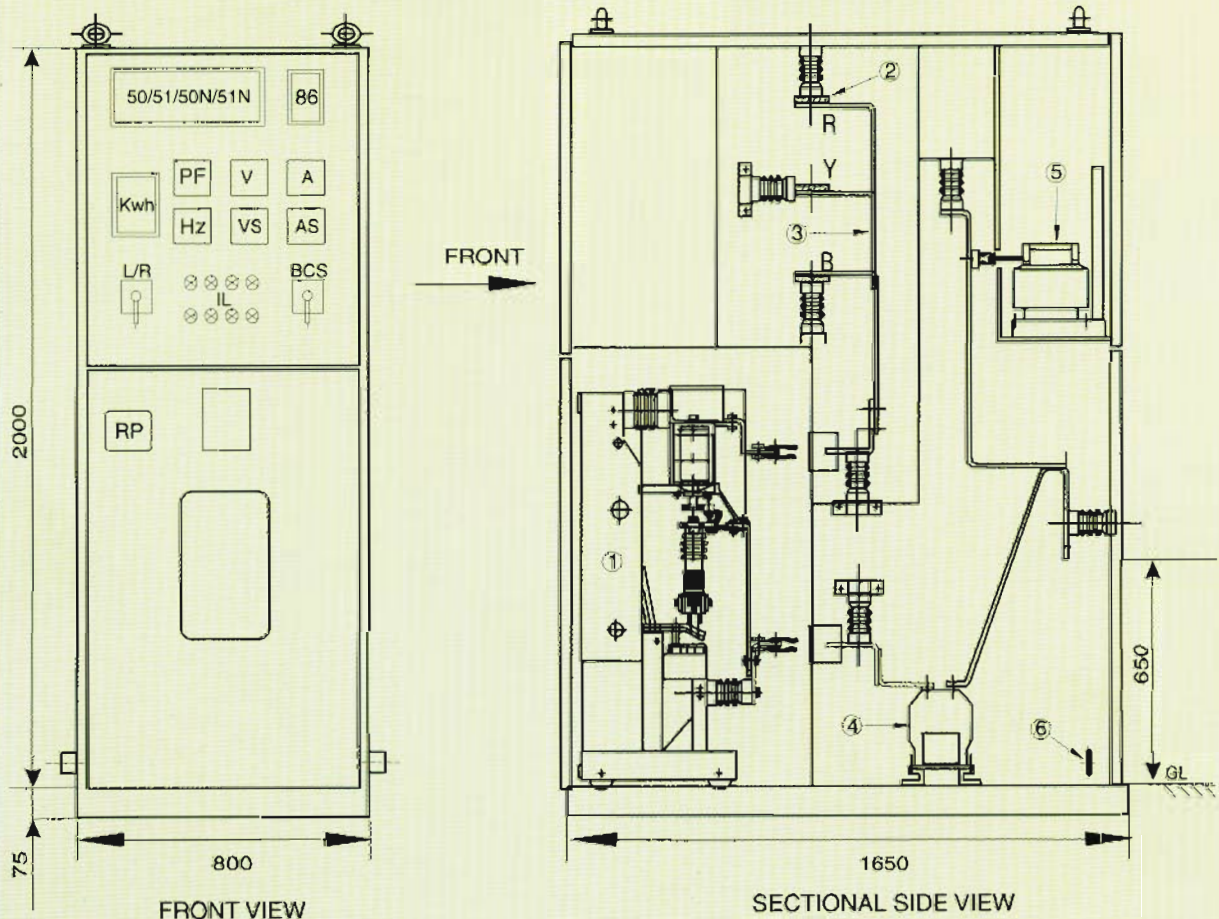 50/51/50N/51N
86
Kwh
PF
V
A
Hz
VS
AS
L/R
IL
BCS
RP
2000
75
800
FRONT VIEW
FRONT
②
R
Y
③
B
⑤
①
④
⑥
650
GL
1650
SECTIONAL SIDE VIEW